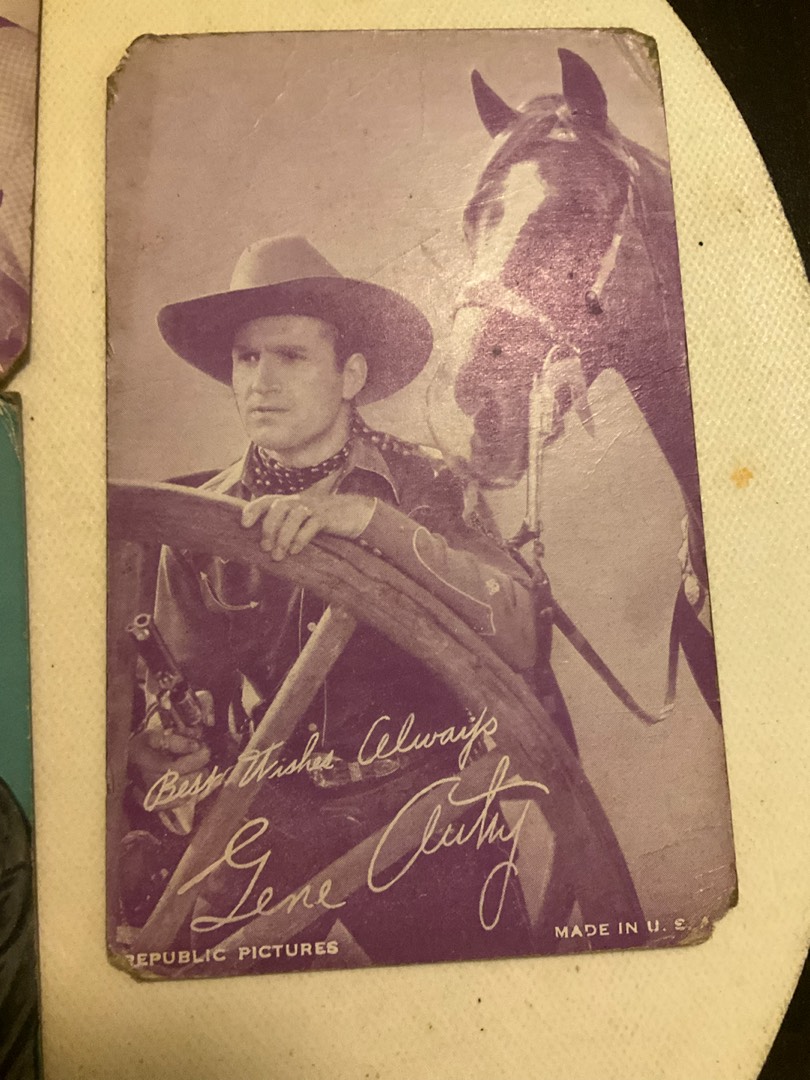 Best Wishes Always
Gene Autry
REPUBLIC PICTURES
MADE IN U. S. A